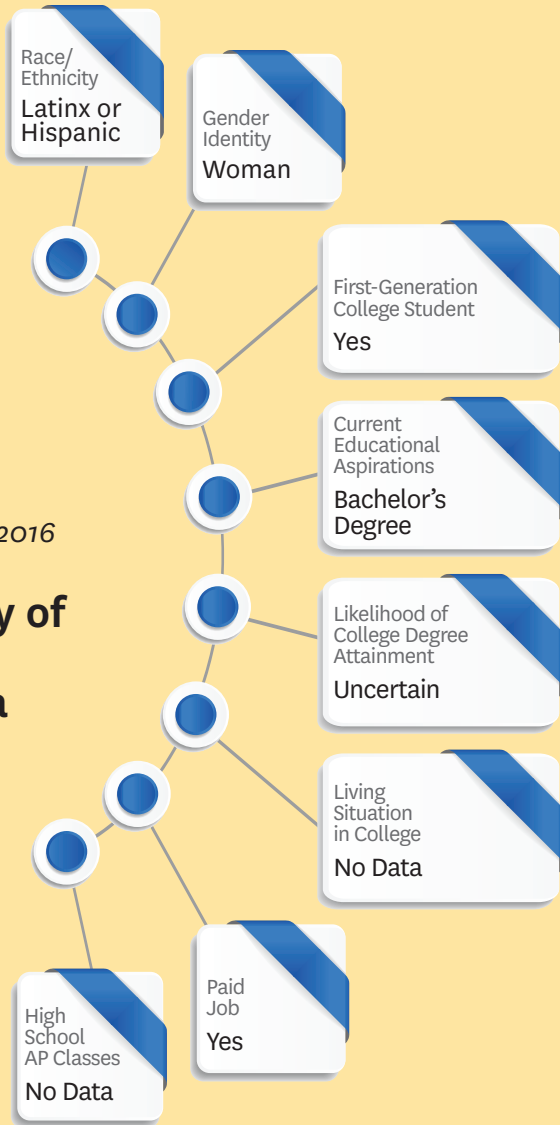 Race/
Ethnicity
Latinx or
Hispanic
Gender
Identity
Woman
First-Generation
College Student
Yes
Current
Educational
Aspirations
Bachelor's
Degree
2016
y of
a
Likelihood of
College Degree
Attainment
Uncertain
Living
Situation
in College
No Data
Paid
Job
Yes
High
School
AP Classes
No Data